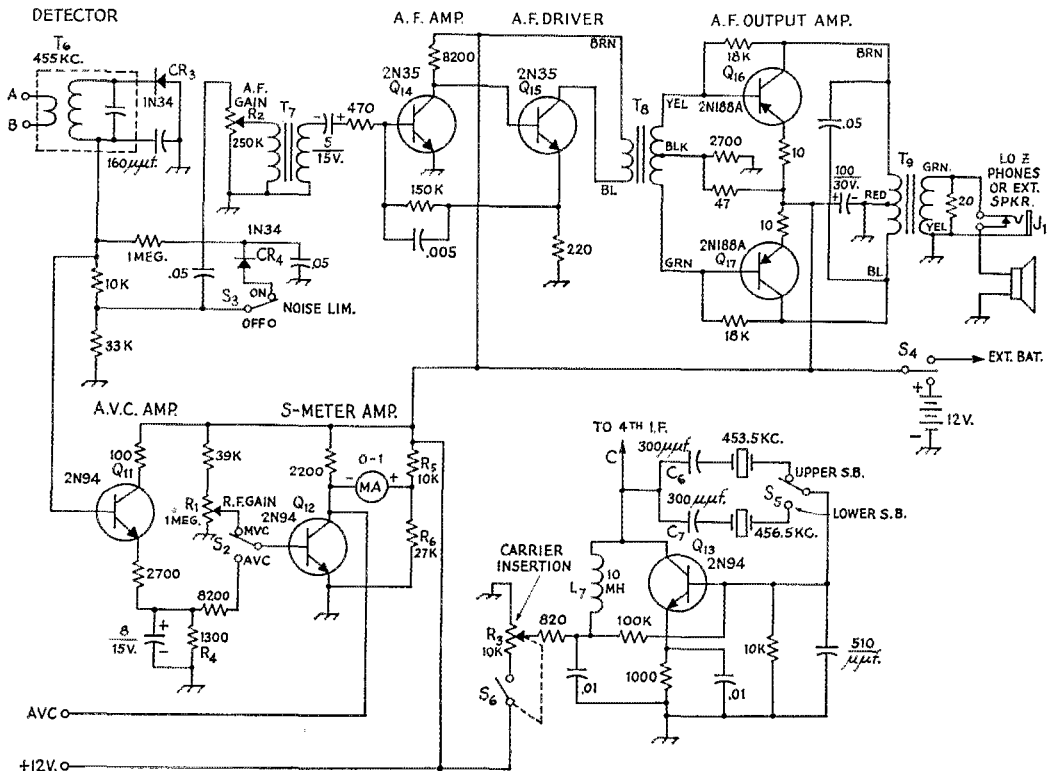 DETECTOR
A.F. AMP.
A.F. DRIVER
A.F. OUTPUT AMP.
T6
455KC.
A
B
CR3
1N34
160μμf.
A.F.
GAIN
R2
250K
T7
- +
5
15V.
470
8200
2N35
Q14
2N35
Q15
150K
.005
220
BRN
BL
T8
YEL
BLK
GRN
18K
Q16
2N188A
2700
47
10
10
2N188A
Q17
18K
100
30V.
+ -
.05
BRN
RED
BL
T9
GRN.
YEL
20
LO Z
PHONES
OR EXT.
SPKR.
J1
1MEG.
.05
1N34
CR4
.05
ON
S3
OFF
NOISE LIM.
10K
33K
S4
EXT. BAT.
+
12V.
-
A.V.C. AMP.
S-METER AMP.
100
Q11
2N94
39K
R1
1MEG.
R.F. GAIN
MVC
S2
AVC
2700
8200
8
15V.
+
-
1300
R4
2200
0-1
- MA +
Q12
2N94
R5
10K
R6
27K
TO 4TH I.F.
C
300μμf.
C6
453.5KC.
UPPER S.B.
S5
LOWER S.B.
300μμf.
C7
456.5KC.
Q13
2N94
CARRIER
INSERTION
L7
10
MH
R3
10K
820
100K
.01
1000
.01
10K
510
μμf.
S6
AVC
+12V.